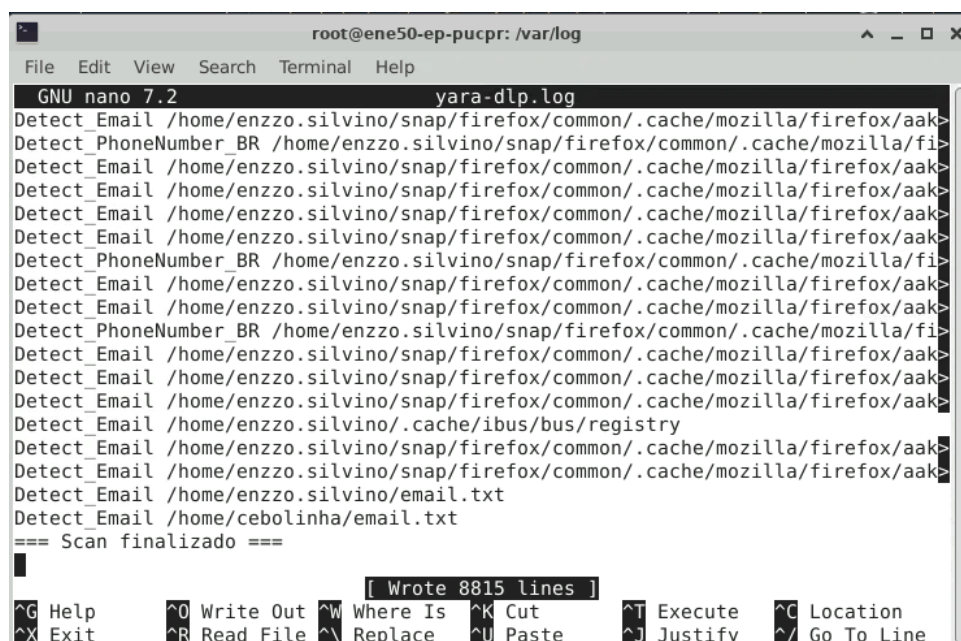 root@ene50-ep-pucpr: /var/log
File Edit View Search Terminal Help
GNU nano 7.2 yara-dlp.log
Detect_Email /home/enzzo.silvino/snap/firefox/common/.cache/mozilla/firefox/aak>
Detect_PhoneNumber_BR /home/enzzo.silvino/snap/firefox/common/.cache/mozilla/fi>
Detect_Email /home/enzzo.silvino/snap/firefox/common/.cache/mozilla/firefox/aak>
Detect_Email /home/enzzo.silvino/snap/firefox/common/.cache/mozilla/firefox/aak>
Detect_Email /home/enzzo.silvino/snap/firefox/common/.cache/mozilla/firefox/aak>
Detect_Email /home/enzzo.silvino/snap/firefox/common/.cache/mozilla/firefox/aak>
Detect_PhoneNumber_BR /home/enzzo.silvino/snap/firefox/common/.cache/mozilla/fi>
Detect_Email /home/enzzo.silvino/snap/firefox/common/.cache/mozilla/firefox/aak>
Detect_Email /home/enzzo.silvino/snap/firefox/common/.cache/mozilla/firefox/aak>
Detect_PhoneNumber_BR /home/enzzo.silvino/snap/firefox/common/.cache/mozilla/fi>
Detect_Email /home/enzzo.silvino/snap/firefox/common/.cache/mozilla/firefox/aak>
Detect_Email /home/enzzo.silvino/snap/firefox/common/.cache/mozilla/firefox/aak>
Detect_Email /home/enzzo.silvino/snap/firefox/common/.cache/mozilla/firefox/aak>
Detect_Email /home/enzzo.silvino/.cache/ibus/bus/registry
Detect_Email /home/enzzo.silvino/snap/firefox/common/.cache/mozilla/firefox/aak>
Detect_Email /home/enzzo.silvino/snap/firefox/common/.cache/mozilla/firefox/aak>
Detect_Email /home/enzzo.silvino/email.txt
Detect_Email /home/cebolinha/email.txt
=== Scan finalizado ===
[ Wrote 8815 lines ]
^G Help ^O Write Out ^W Where Is ^K Cut ^T Execute ^C Location
^X Exit ^R Read File ^\ Replace ^U Paste ^J Justify ^/ Go To Line